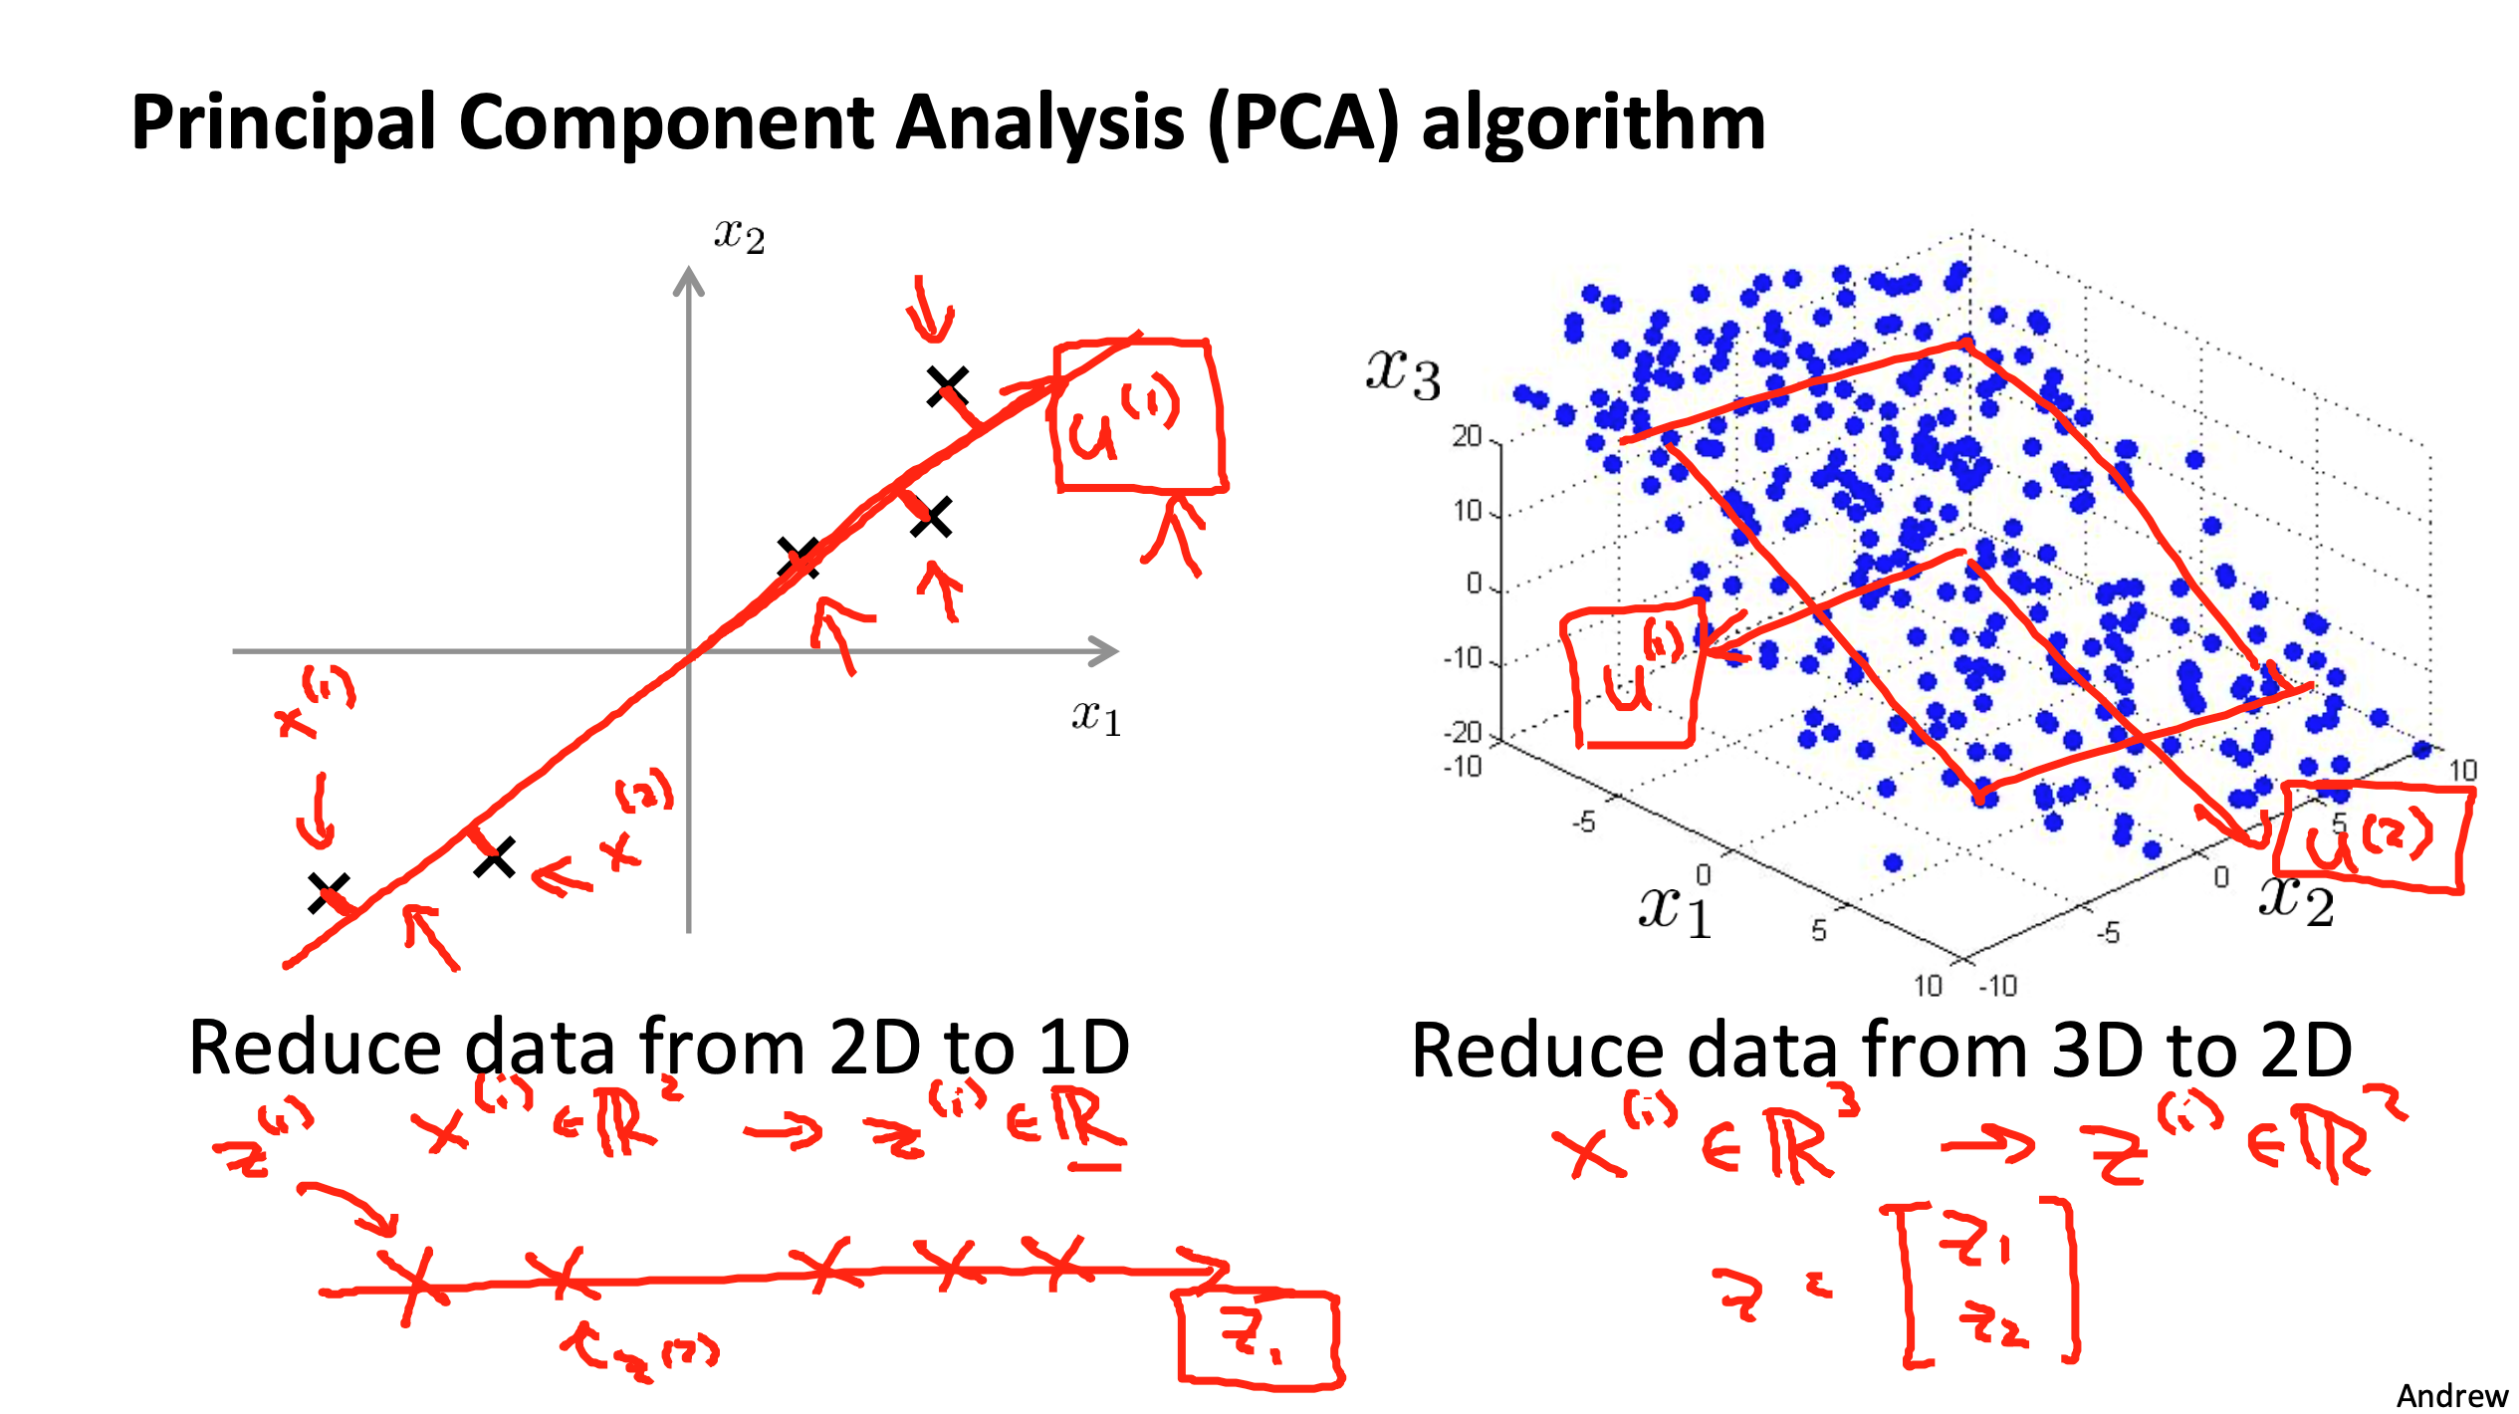 Principal Component Analysis (PCA) algorithm
x₂
x₁
u⁽¹⁾
x⁽¹⁾
x⁽²⁾
x₃
20
10
0
-10
-20
-10
-5
0
5
10
x₁
-10
-5
0
5
10
x₂
u⁽¹⁾
u⁽²⁾
Reduce data from 2D to 1D
x⁽ⁱ⁾ ∈ ℝ² → z⁽ⁱ⁾ ∈ ℝ
z⁽¹⁾
z⁽²⁾
z₁
Reduce data from 3D to 2D
x⁽ⁱ⁾ ∈ ℝ³ → z⁽ⁱ⁾ ∈ ℝ²
z = [z₁
z₂]
Andrew